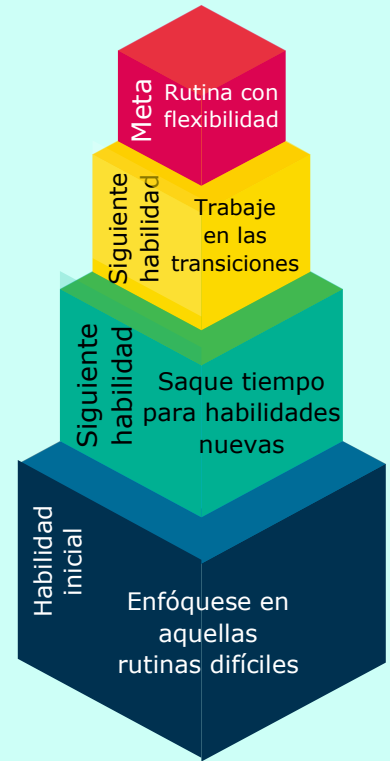 Meta
Rutina con
flexibilidad
Siguiente
habilidad
Trabaje
en las
transiciones
Siguiente
habilidad
Saque tiempo
para habilidades
nuevas
Habilidad
inicial
Enfóquese en
aquellas
rutinas difíciles